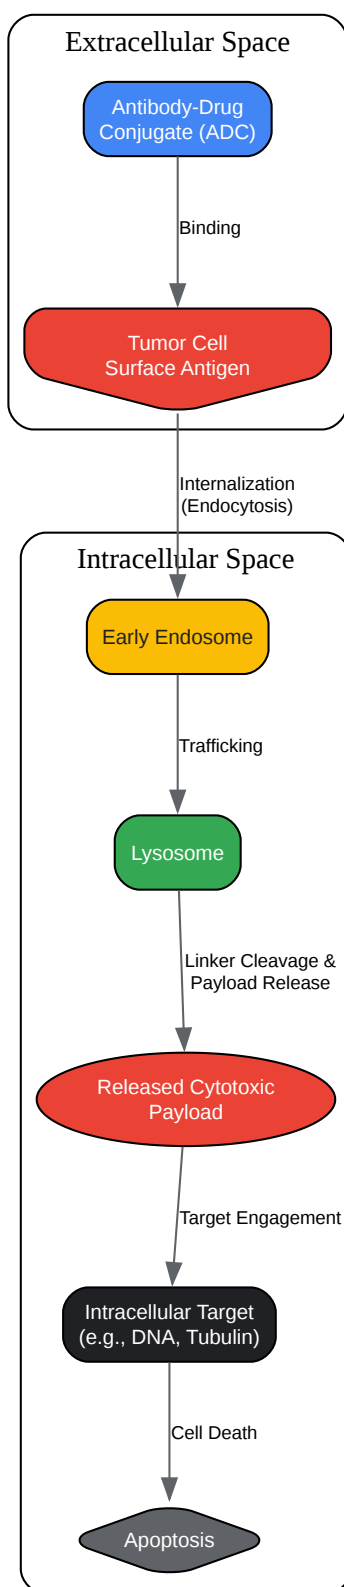 Extracellular Space
Antibody-Drug
Conjugate (ADC)
Binding
Tumor Cell
Surface Antigen
Internalization
(Endocytosis)
Intracellular Space
Early Endosome
Trafficking
Lysosome
Linker Cleavage &
Payload Release
Released Cytotoxic
Payload
Target Engagement
Intracellular Target
(e.g., DNA, Tubulin)
Cell Death
Apoptosis